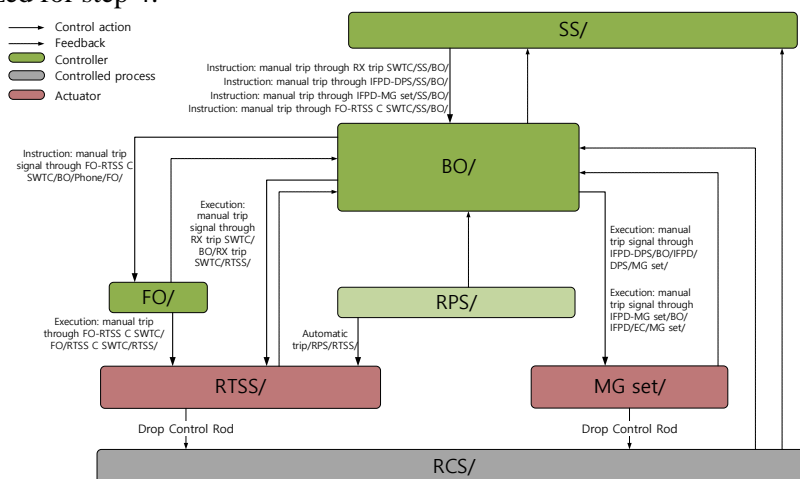 Control action
Feedback
Controller
Controlled process
Actuator
SS/
Instruction: manual trip through RX trip SWTC/SS/BO/
Instruction: manual trip through IFPD-DPS/SS/BO/
Instruction: manual trip through IFPD-MG set/SS/BO/
Instruction: manual trip through FO-RTSS C SWTC/SS/BO/
BO/
Instruction: manual trip
signal through FO-RTSS C
SWTC/BO/Phone/FO/
Execution:
manual trip
signal through
RX trip SWTC/
BO/RX trip
SWTC/RTSS/
Execution: manual
trip signal through
IFPD-DPS/BO/IFPD/
DPS/MG set/
Execution: manual
trip signal through
IFPD-MG set/BO/
IFPD/EC/MG set/
FO/
RPS/
Execution: manual trip
through FO-RTSS C SWTC/
FO/RTSS C SWTC/RTSS/
Automatic
trip/RPS/RTSS/
RTSS/
MG set/
Drop Control Rod
Drop Control Rod
RCS/